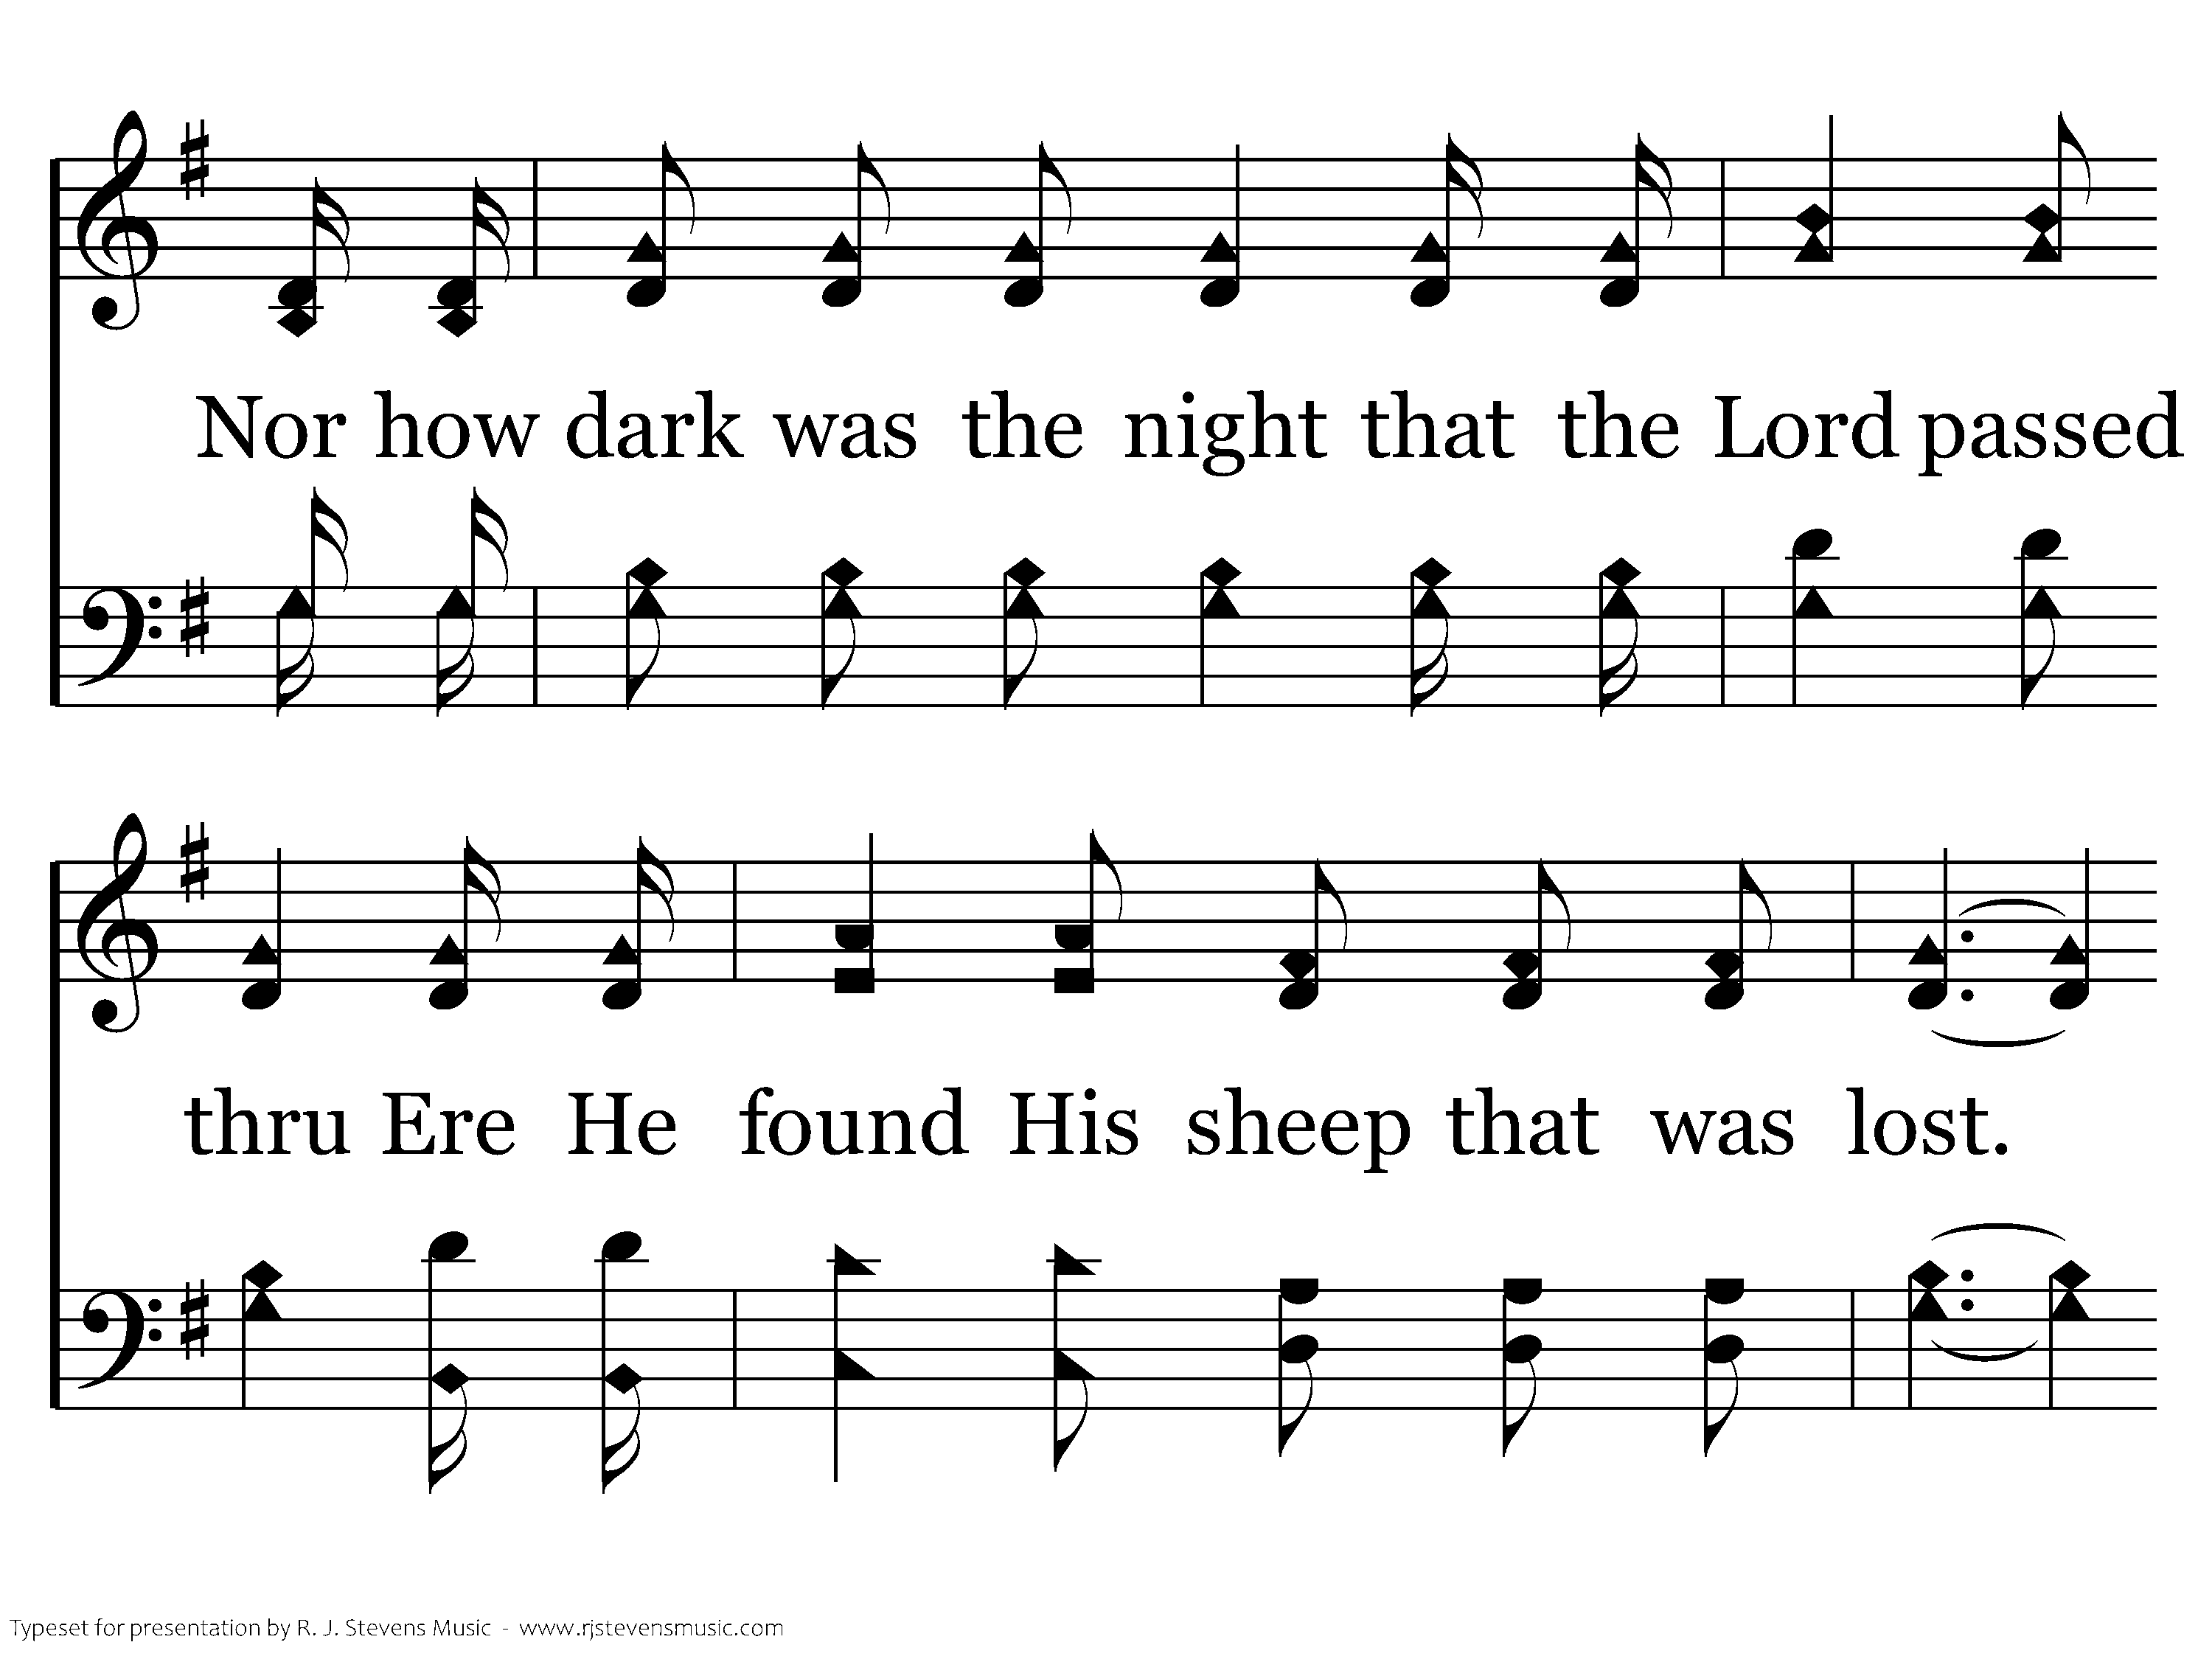 Nor how dark was the night that the Lord passed
thru Ere He found His sheep that was lost.
Typeset for presentation by R. J. Stevens Music - www.rjstevensmusic.com